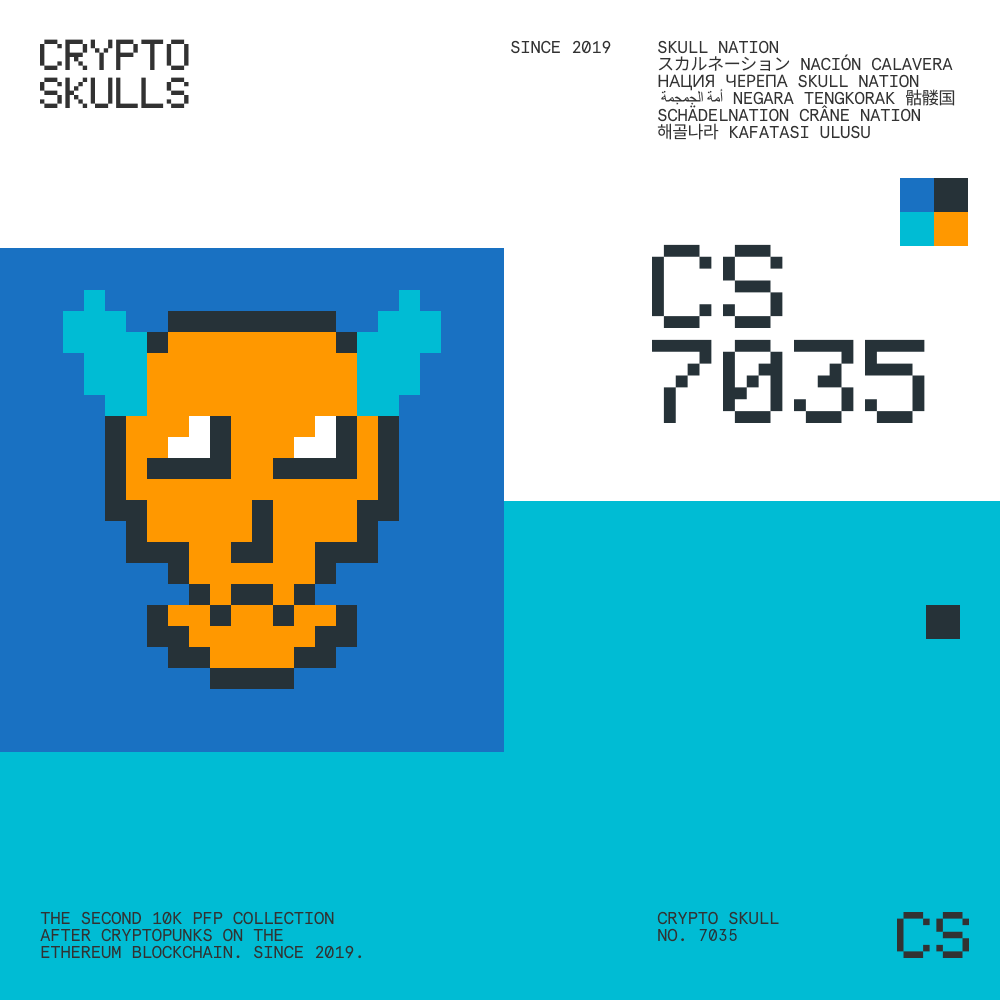 CRYPTO
SKULLS
SINCE 2019
SKULL NATION
スカルネーション NACIÓN CALAVERA
НАЦИЯ ЧЕРЕПА SKULL NATION
أمة الجمجمة NEGARA TENGKORAK 骷髅国
SCHÄDELNATION CRÂNE NATION
해골나라 KAFATASI ULUSU
CS
7035
THE SECOND 10K PFP COLLECTION
AFTER CRYPTOPUNKS ON THE
ETHEREUM BLOCKCHAIN. SINCE 2019.
CRYPTO SKULL
NO. 7035
CS